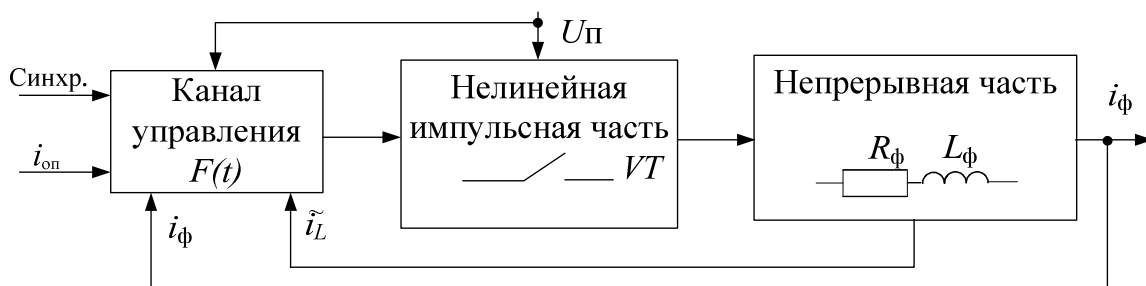 Uп
Синхр.
Канал
управления
F(t)
iоп
Нелинейная
импульсная часть
VT
Непрерывная часть
Rф
Lф
iф
iф
ĩL